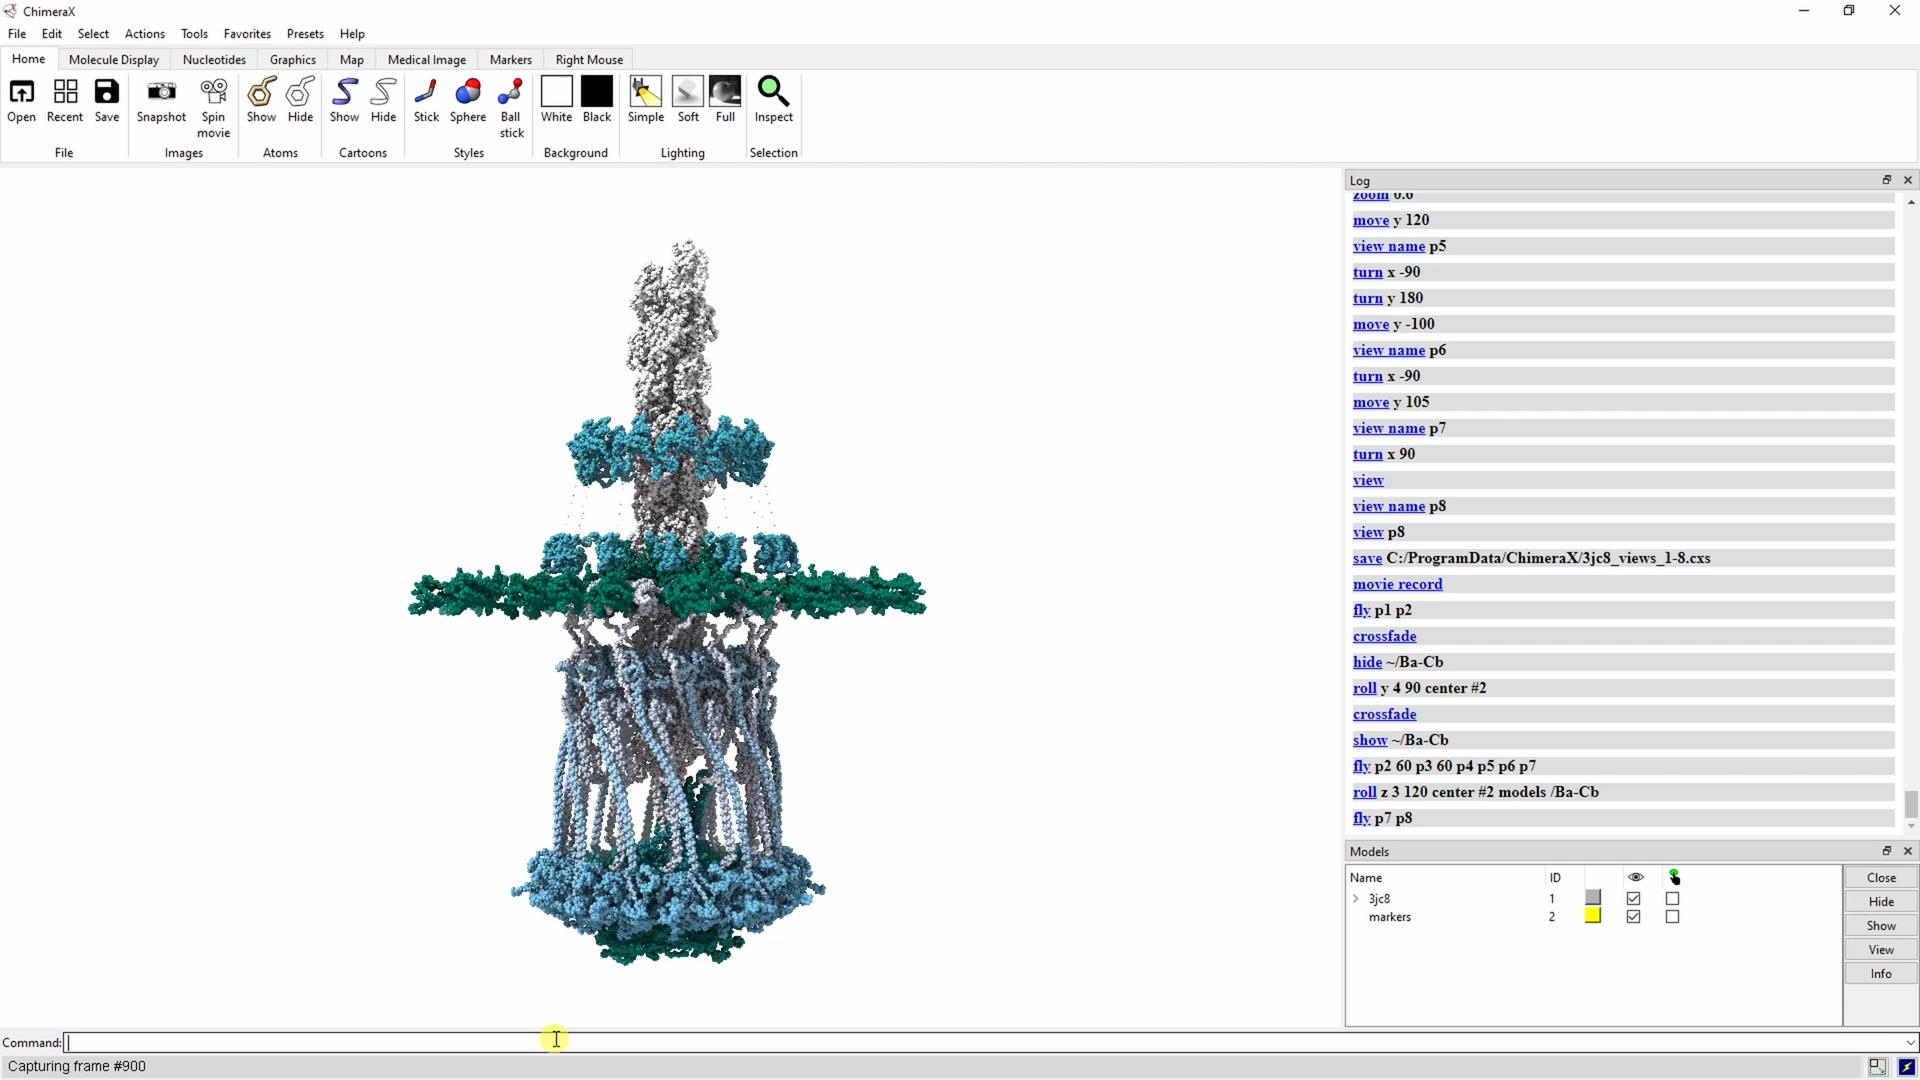 ChimeraX
File Edit Select Actions Tools Favorites Presets Help
Home Molecule Display Nucleotides Graphics Map Medical Image Markers Right Mouse
Open Recent Save Snapshot Spin movie Show Hide Show Hide Stick Sphere Ball stick White Black Simple Soft Full Inspect
File Images Atoms Cartoons Styles Background Lighting Selection
Log
zoom 0.6
move y 120
view name p5
turn x -90
turn y 180
move y -100
view name p6
turn x -90
move y 105
view name p7
turn x 90
view
view name p8
view p8
save C:/ProgramData/ChimeraX/3jc8_views_1-8.cxs
movie record
fly p1 p2
crossfade
hide ~/Ba-Cb
roll y 4 90 center #2
crossfade
show ~/Ba-Cb
fly p2 60 p3 60 p4 p5 p6 p7
roll z 3 120 center #2 models /Ba-Cb
fly p7 p8
Models
Name ID
3jc8 1
markers 2
Close
Hide
Show
View
Info
Command:
Capturing frame #900